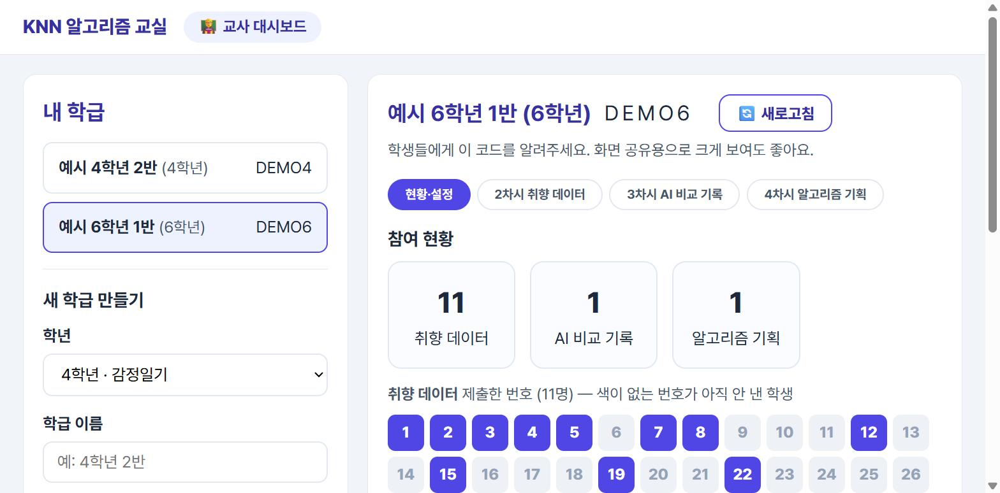 KNN 알고리즘 교실
교사 대시보드
내 학급
예시 4학년 2반 (4학년) DEMO4
예시 6학년 1반 (6학년) DEMO6
새 학급 만들기
학년
4학년 · 감정일기
학급 이름
예: 4학년 2반
예시 6학년 1반 (6학년) DEMO6 새로고침
학생들에게 이 코드를 알려주세요. 화면 공유용으로 크게 보여도 좋아요.
현황·설정 2차시 취향 데이터 3차시 AI 비교 기록 4차시 알고리즘 기획
참여 현황
11 1 1
취향 데이터 AI 비교 기록 알고리즘 기획
취향 데이터 제출한 번호 (11명) — 색이 없는 번호가 아직 안 낸 학생
1 2 3 4 5 6 7 8 9 10 11 12 13
14 15 16 17 18 19 20 21 22 23 24 25 26